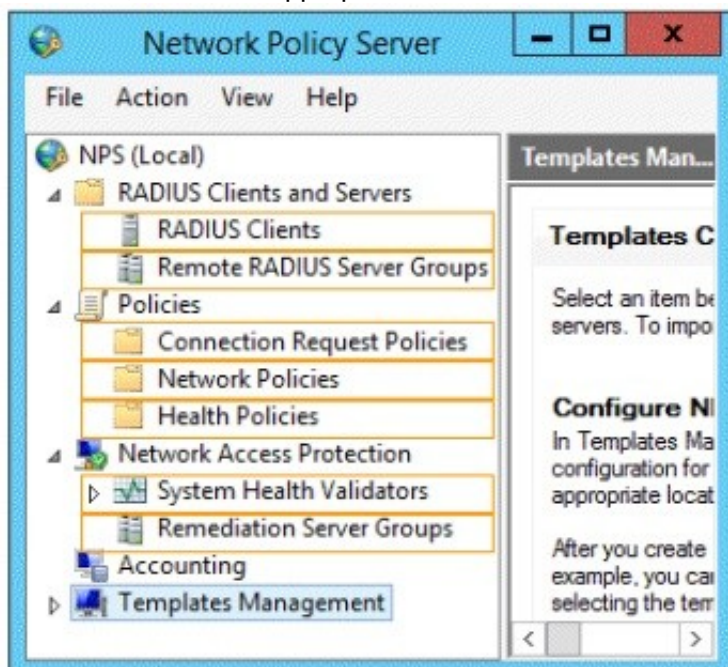 Network Policy Server
File Action View Help
NPS (Local)
RADIUS Clients and Servers
RADIUS Clients
Remote RADIUS Server Groups
Policies
Connection Request Policies
Network Policies
Health Policies
Network Access Protection
System Health Validators
Remediation Server Groups
Accounting
Templates Management
Templates Man...
Templates C
Select an item be
servers. To impo
Configure N
In Templates Ma
configuration for
appropriate locat
After you create
example, you ca
selecting the tem